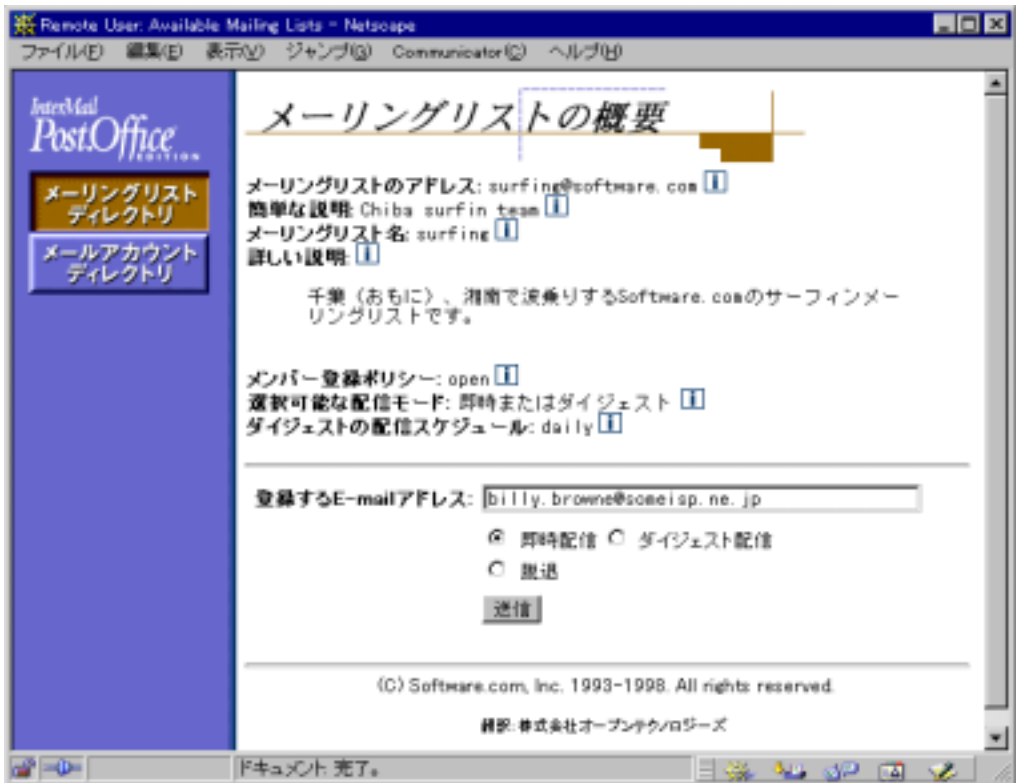 Remote User: Available Mailing Lists - Netscape
ファイル(F) 編集(E) 表示(V) ジャンプ(G) Communicator(C) ヘルプ(H)
InterMail
PostOffice
EDITION
メーリングリスト
ディレクトリ
メールアカウント
ディレクトリ
メーリングリストの概要
メーリングリストのアドレス: surfing@software.com
簡単な説明: Chiba surfin team
メーリングリスト名: surfing
詳しい説明:
千葉（おもに）、湘南で波乗りするSoftware.comのサーフィンメー
リングリストです。
メンバー登録ポリシー: open
選択可能な配信モード: 即時またはダイジェスト
ダイジェストの配信スケジュール: daily
登録するE-mailアドレス: billy.browne@someisp.ne.jp
即時配信 ダイジェスト配信
脱退
送信
(C) Software.com, Inc. 1993-1998. All rights reserved.
翻訳:株式会社オープンテクノロジーズ
ドキュメント: 完了。